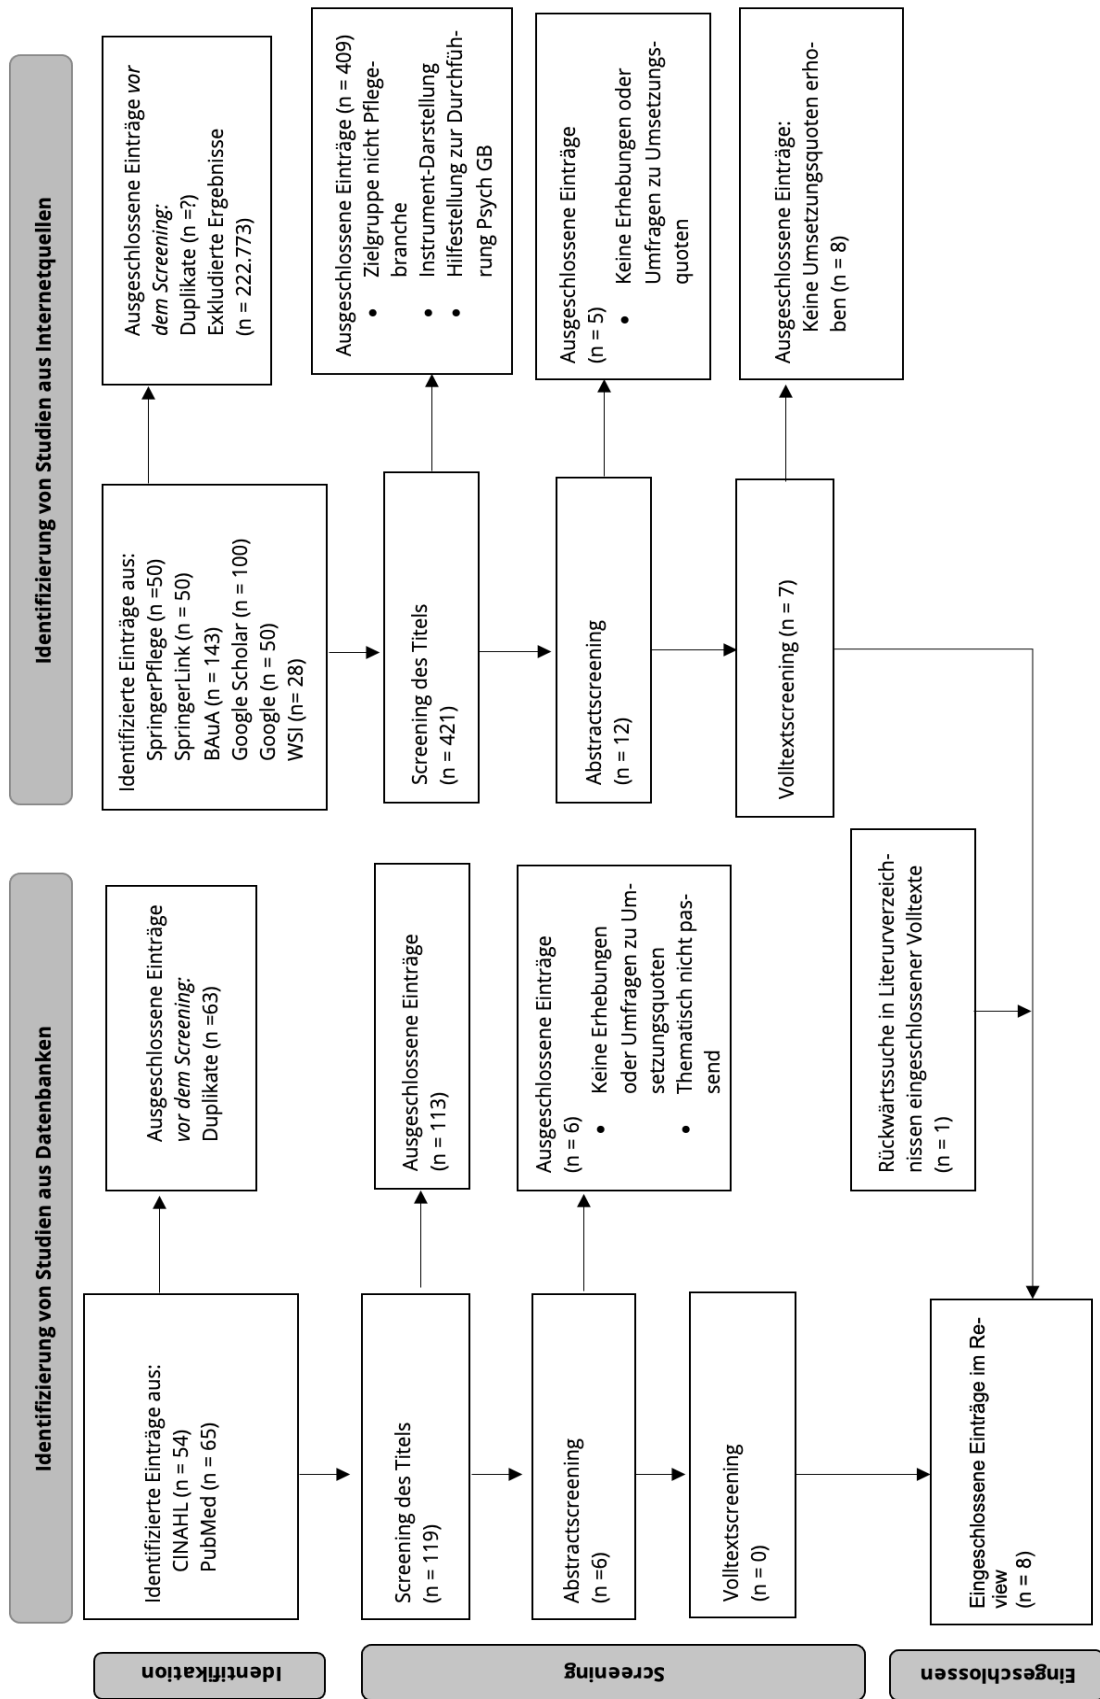 Identifizierung von Studien aus Datenbanken
Identifizierung von Studien aus Internetquellen
Identifikation
Identifizierte Einträge aus:
CINAHL (n = 54)
PubMed (n = 65)
Ausgeschlossene Einträge
vor dem Screening:
Duplikate (n =63)
Identifizierte Einträge aus:
SpringerPflege (n =50)
SpringerLink (n = 50)
BAuA (n = 143)
Google Scholar (n = 100)
Google (n = 50)
WSI (n= 28)
Ausgeschlossene Einträge vor
dem Screening:
Duplikate (n =?)
Exkludierte Ergebnisse
(n = 222.773)
Screening
Screening des Titels
(n = 119)
Ausgeschlossene Einträge
(n = 113)
Screening des Titels
(n = 421)
Ausgeschlossene Einträge (n = 409)
• Zielgruppe nicht Pflege-
branche
• Instrument-Darstellung
• Hilfestellung zur Durchfüh-
rung Psych GB
Abstractscreening
(n =6)
Ausgeschlossene Einträge
(n = 6)
• Keine Erhebungen
oder Umfragen zu Um-
setzungsquoten
• Thematisch nicht pas-
send
Abstractscreening
(n = 12)
Ausgeschlossene Einträge
(n = 5)
• Keine Erhebungen oder
Umfragen zu Umsetzungs-
quoten
Volltextscreening
(n = 0)
Volltextscreening (n = 7)
Ausgeschlossene Einträge:
Keine Umsetzungsquoten erho-
ben (n = 8)
Rückwärtssuche in Literurverzeich-
nissen eingeschlossener Volltexte
(n = 1)
Eingeschlossen
Eingeschlossene Einträge im Re-
view
(n = 8)